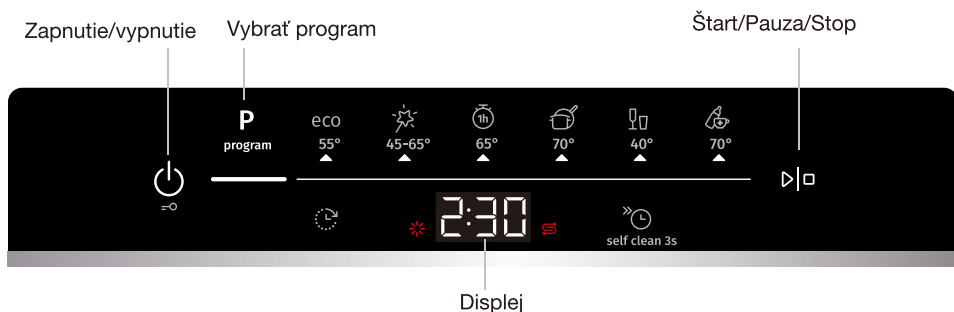 Zapnutie/vypnutie
Vybrať program
Štart/Pauza/Stop
P
program
eco
55°
45-65°
1h
65°
70°
40°
70°
2:30
self clean 3s
Displej